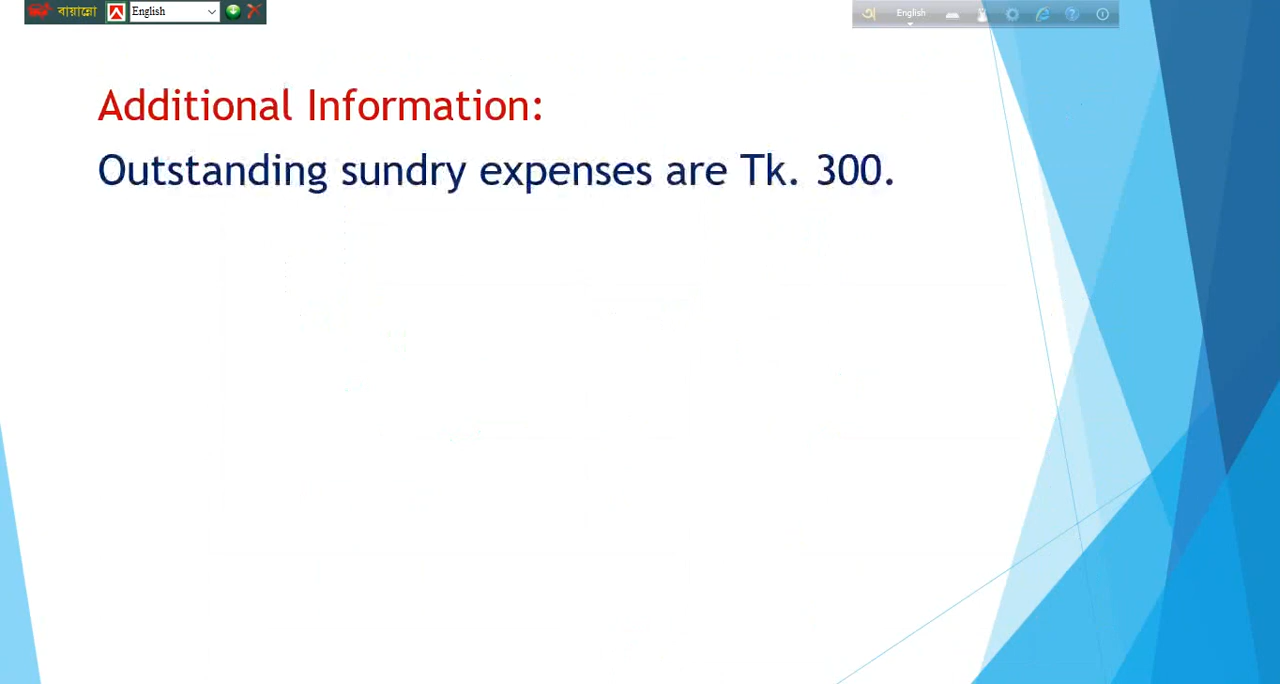 বায়ান্নো English
অ English
Additional Information:
Outstanding sundry expenses are Tk. 300.